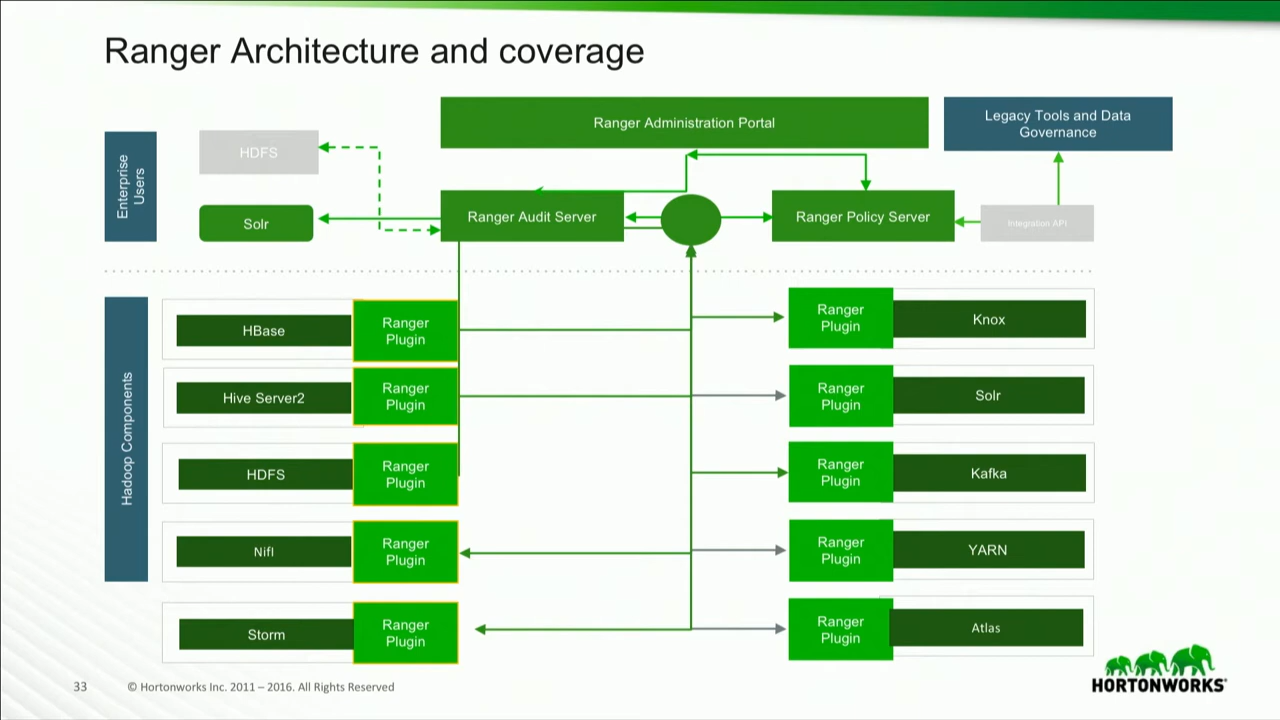 Ranger Architecture and coverage
Ranger Administration Portal
Legacy Tools and Data
Governance
Enterprise
Users
HDFS
Solr
Ranger Audit Server
Ranger Policy Server
Integration API
Hadoop Components
HBase
Ranger
Plugin
Ranger
Plugin
Knox
Hive Server2
Ranger
Plugin
Ranger
Plugin
Solr
HDFS
Ranger
Plugin
Ranger
Plugin
Kafka
NifI
Ranger
Plugin
Ranger
Plugin
YARN
Storm
Ranger
Plugin
Ranger
Plugin
Atlas
33
© Hortonworks Inc. 2011 – 2016. All Rights Reserved
HORTONWORKS